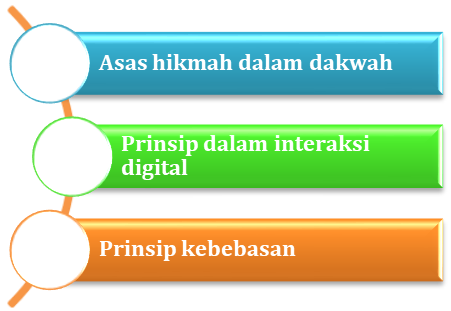 Asas hikmah dalam dakwah
Prinsip dalam interaksi
digital
Prinsip kebebasan